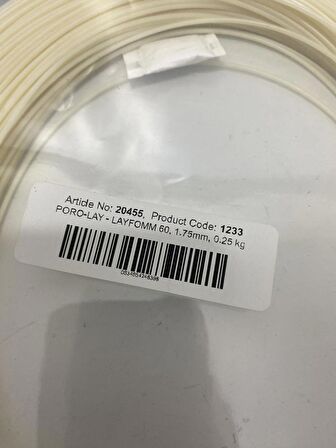 Article No: 20455, Product Code: 1233
PORO-LAY - LAYFOMM 60, 1.75mm, 0.25 kg